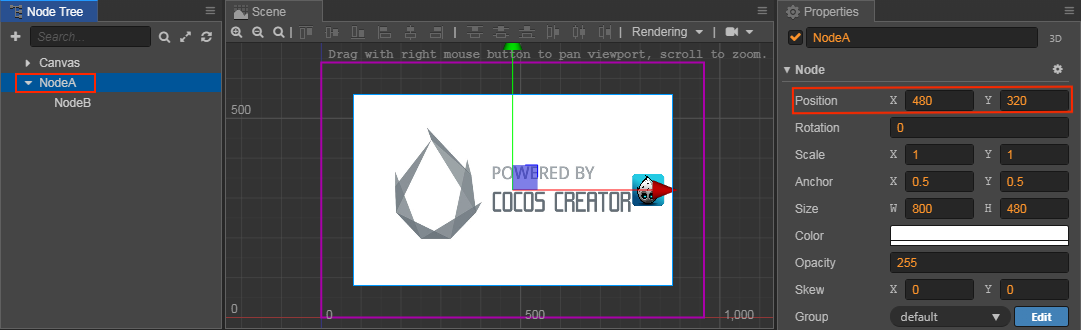 Node Tree
Search...
Canvas
NodeA
NodeB
Scene
Rendering
Drag with right mouse button to pan viewport, scroll to zoom.
500
POWERED BY
COCOS CREATOR
0
0
500
1,000
Properties
NodeA 3D
Node
Position X 480 Y 320
Rotation 0
Scale X 1 Y 1
Anchor X 0.5 Y 0.5
Size W 800 H 480
Color
Opacity 255
Skew X 0 Y 0
Group default Edit